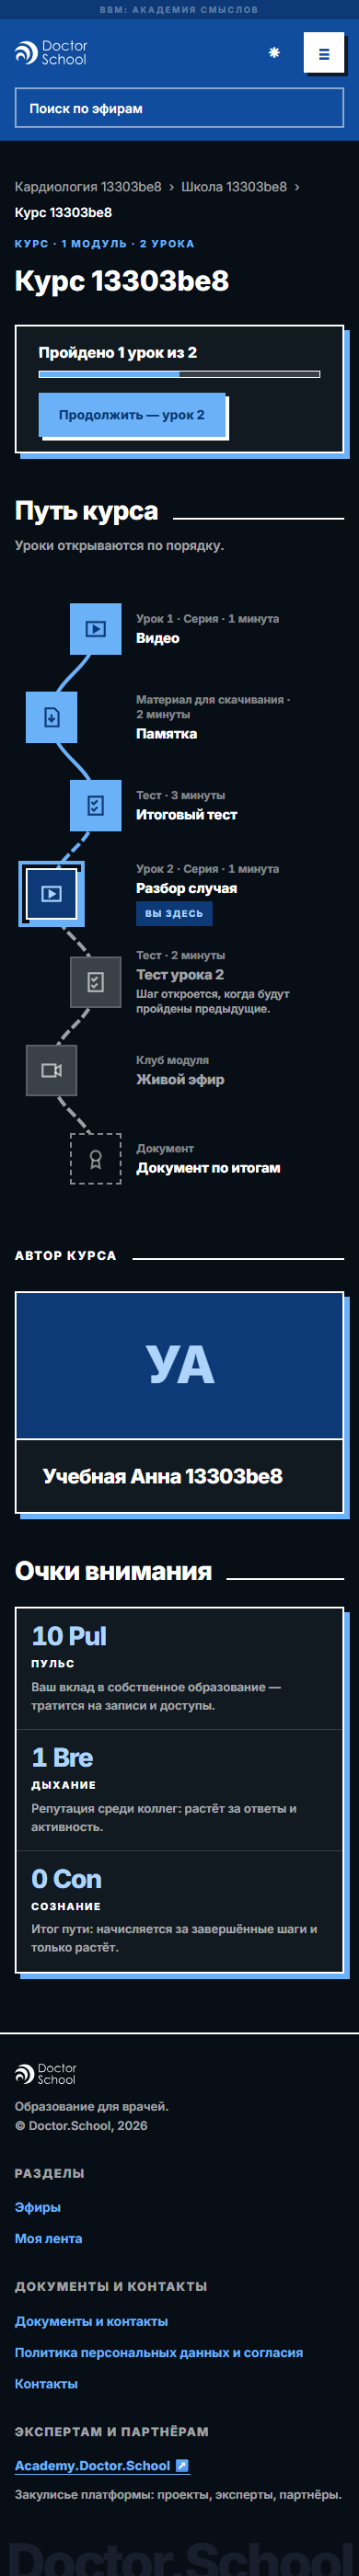 ВВМ: АКАДЕМИЯ СМЫСЛОВ
Doctor
School
Поиск по эфирам
Кардиология 13303be8 › Школа 13303be8 ›
Курс 13303be8
КУРС · 1 МОДУЛЬ · 2 УРОКА
Курс 13303be8
Пройдено 1 урок из 2
Продолжить — урок 2
Путь курса
Уроки открываются по порядку.
Урок 1 · Серия · 1 минута
Видео
Материал для скачивания ·
2 минуты
Памятка
Тест · 3 минуты
Итоговый тест
Урок 2 · Серия · 1 минута
Разбор случая
ВЫ ЗДЕСЬ
Тест · 2 минуты
Тест урока 2
Шаг откроется, когда будут
пройдены предыдущие.
Клуб модуля
Живой эфир
Документ
Документ по итогам
АВТОР КУРСА
УА
Учебная Анна 13303be8
Очки внимания
10 Pul
ПУЛЬС
Ваш вклад в собственное образование —
тратится на записи и доступы.
1 Bre
ДЫХАНИЕ
Репутация среди коллег: растёт за ответы и
активность.
0 Con
СОЗНАНИЕ
Итог пути: начисляется за завершённые шаги и
только растёт.
Doctor
School
Образование для врачей.
© Doctor.School, 2026
РАЗДЕЛЫ
Эфиры
Моя лента
ДОКУМЕНТЫ И КОНТАКТЫ
Документы и контакты
Политика персональных данных и согласия
Контакты
ЭКСПЕРТАМ И ПАРТНЁРАМ
Academy.Doctor.School
Закулисье платформы: проекты, эксперты, партнёры.
Doctor.School